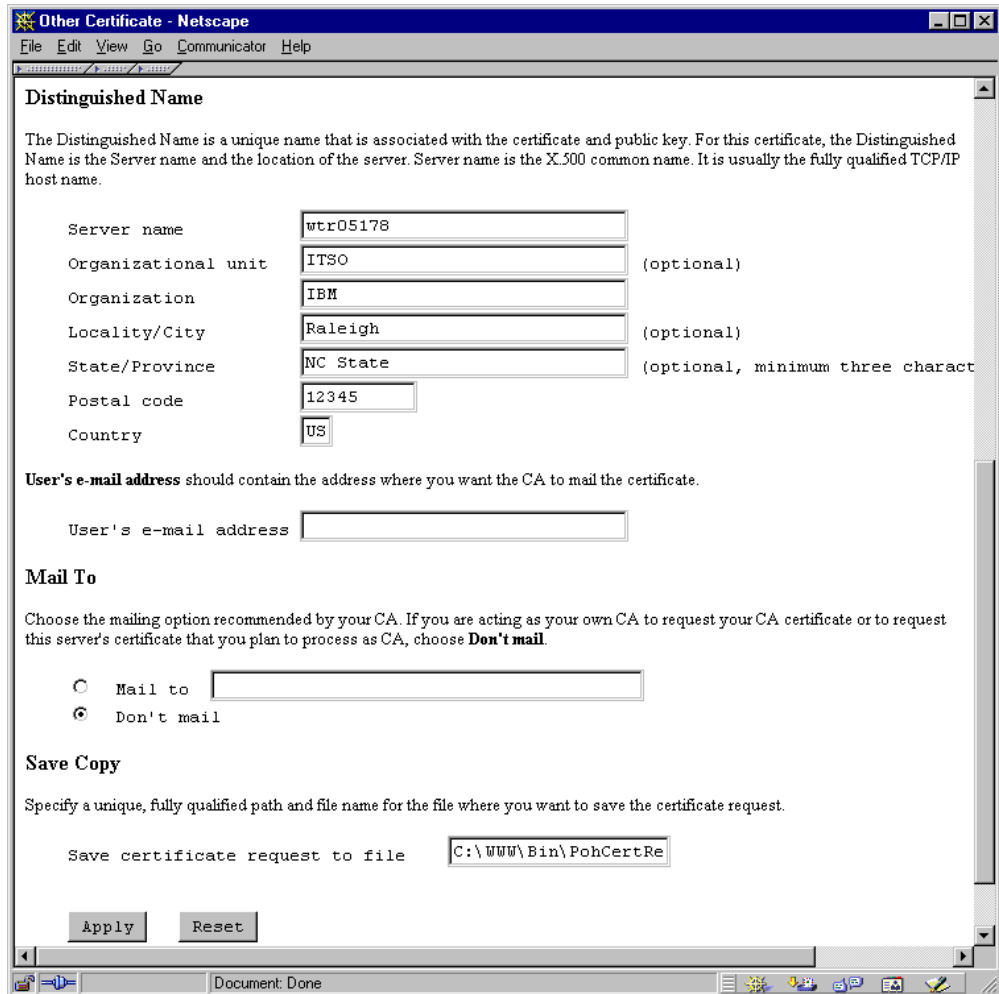 Other Certificate - Netscape
File Edit View Go Communicator Help
Distinguished Name
The Distinguished Name is a unique name that is associated with the certificate and public key. For this certificate, the Distinguished
Name is the Server name and the location of the server. Server name is the X.500 common name. It is usually the fully qualified TCP/IP
host name.
Server name wtr05178
Organizational unit ITSO (optional)
Organization IBM
Locality/City Raleigh (optional)
State/Province NC State (optional, minimum three charact
Postal code 12345
Country US
User's e-mail address should contain the address where you want the CA to mail the certificate.
User's e-mail address
Mail To
Choose the mailing option recommended by your CA. If you are acting as your own CA to request your CA certificate or to request
this server's certificate that you plan to process as CA, choose Don't mail.
Mail to
Don't mail
Save Copy
Specify a unique, fully qualified path and file name for the file where you want to save the certificate request.
Save certificate request to file C:\WWW\Bin\PohCertRe
Apply Reset
Document: Done